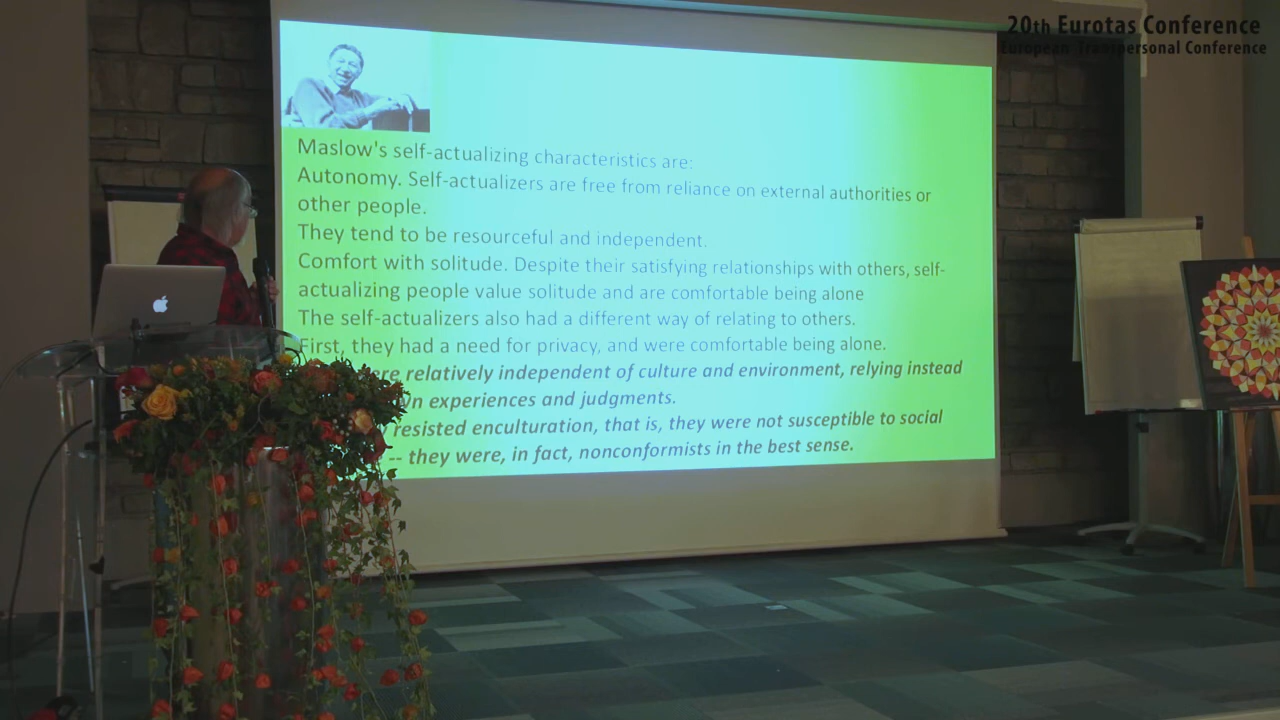 20th Eurotas Conference
European Transpersonal Conference
Maslow's self-actualizing characteristics are:
Autonomy. Self-actualizers are free from reliance on external authorities or
other people.
They tend to be resourceful and independent.
Comfort with solitude. Despite their satisfying relationships with others, self-
actualizing people value solitude and are comfortable being alone
The self-actualizers also had a different way of relating to others.
First, they had a need for privacy, and were comfortable being alone.
relatively independent of culture and environment, relying instead
experiences and judgments.
resisted enculturation, that is, they were not susceptible to social
-- they were, in fact, nonconformists in the best sense.